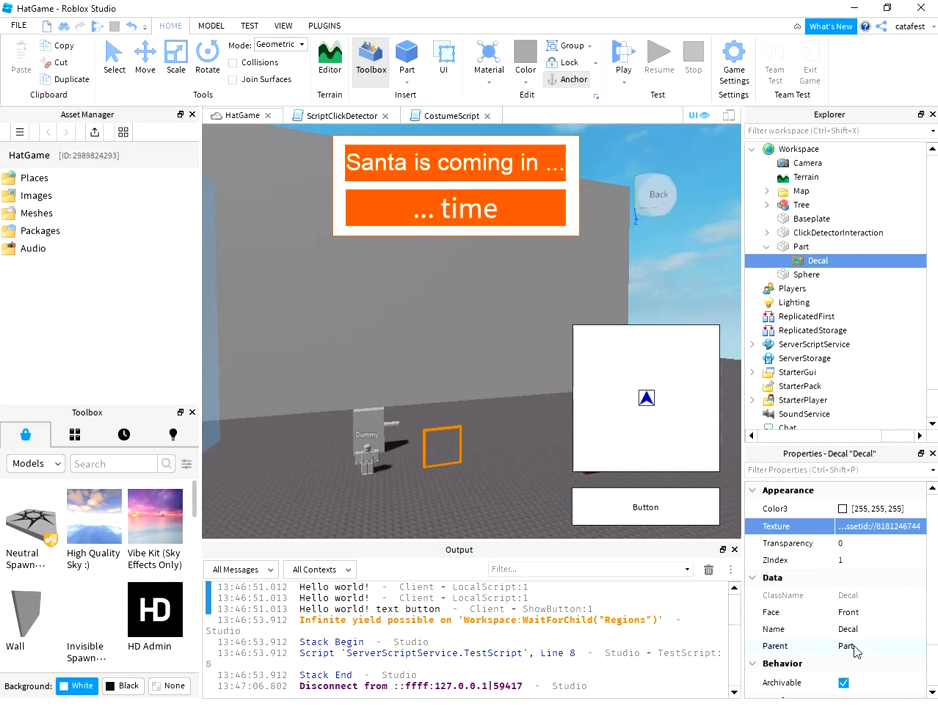 HatGame - Roblox Studio
FILE
HOME MODEL TEST VIEW PLUGINS
What's New catafest
Paste
Copy
Cut
Duplicate
Clipboard
Select Move Scale Rotate
Mode: Geometric
Collisions
Join Surfaces
Tools
Editor
Terrain
Toolbox Part UI
Insert
Material Color
Group
Lock
Anchor
Edit
Play Resume Stop
Test
Game Settings
Settings
Team Test
Exit Game
Team Test
Asset Manager
HatGame [ID: 2989824293]
Places
Images
Meshes
Packages
Audio
Toolbox
Models Search
Neutral Spawn...
High Quality Sky :)
Vibe Kit (Sky Effects Only)
Wall
Invisible Spawn...
HD
HD Admin
Background: White Black None
HatGame ScriptClickDetector CostumeScript
UI
Santa is coming in ...
... time
Back
Z
Dummy
Button
Output
All Messages All Contexts Filter...
13:46:51.012 Hello world! - Client - LocalScript:1
13:46:51.013 Hello world! - Client - LocalScript:1
13:46:51.013 Hello world! text button - Client - ShowButton:1
13:46:53.912 Infinite yield possible on 'Workspace:WaitForChild("Regions")' -
Studio
13:46:53.912 Stack Begin - Studio
13:46:53.912 Script 'ServerScriptService.TestScript', Line 8 - Studio - TestScript:
8
13:46:53.912 Stack End - Studio
13:47:06.802 Disconnect from ::ffff:127.0.0.1|59417 - Studio
Explorer
Filter workspace (Ctrl+Shift+X)
Workspace
Camera
Terrain
Map
Tree
Baseplate
ClickDetectorInteraction
Part
Decal
Sphere
Players
Lighting
ReplicatedFirst
ReplicatedStorage
ServerScriptService
ServerStorage
StarterGui
StarterPack
StarterPlayer
SoundService
Chat
Properties - Decal "Decal"
Filter Properties (Ctrl+Shift+P)
Appearance
Color3 [255, 255, 255]
Texture ...ssetid://8181246744
Transparency 0
ZIndex 1
Data
ClassName Decal
Face Front
Name Decal
Parent Part
Behavior
Archivable